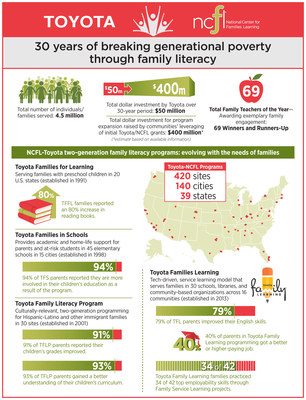 TOYOTA
ncfl
National Center for
Families Learning
30 years of breaking generational poverty
through family literacy
Total number of individuals/
families served: 4.5 million
$50m
$400m
Total dollar investment by Toyota over
30-year period: $50 million
Total dollar investment for program
expansion raised by communities' leveraging
of initial Toyota/NCFL grants: $400 million*
(*Estimate based on available information)
69
Total Family Teachers of the Year—
Awarding exemplary family
engagement:
69 Winners and Runners-Up
NCFL-Toyota two-generation family literacy programs; evolving with the needs of families
Toyota Families for Learning
Serving families with preschool children in 20
U.S. states (established in 1991)
80%
TFFL families reported
an 80% increase in
reading books.
Toyota Families in Schools
Provides academic and home-life support for
parents and at-risk students in 45 elementary
schools in 15 cities (established in 1998)
94%
94% of TFS parents reported they are more
involved in their children's education as a
result of the program.
Toyota Family Literacy Program
Culturally-relevant, two-generation programming
for Hispanic-Latino and other immigrant families
in 30 sites (established in 2001)
91%
91% of TFLP parents reported their
children's grades improved.
93%
93% of TFLP parents gained a better
understanding of their children's curriculum.
Toyota-NCFL Programs
420 sites
140 cities
39 states
Toyota Families Learning
Tech-driven, service learning model that
serves families in 30 schools, libraries, and
community-based organizations across 16
communities (established in 2013)
family
LEARNING
79%
79% of TFL parents improved their English skills.
40%
40% of parents in Toyota Family
Learning programming got a better
or higher paying job.
34 of 42
Toyota Family Learning families practiced
34 of 42 top employability skills through
Family Service Learning projects.